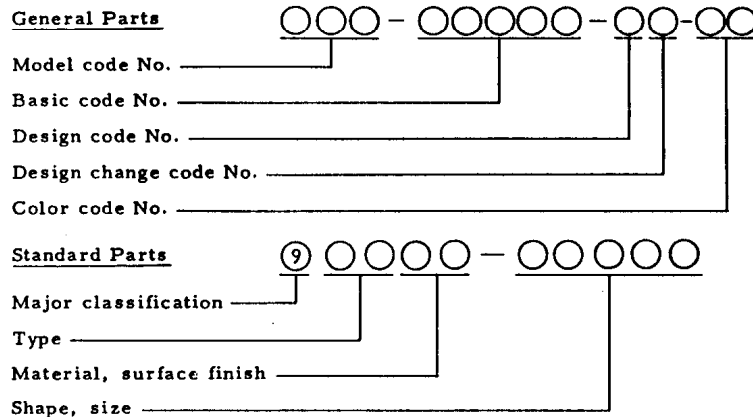 General Parts
Model code No.
Basic code No.
Design code No.
Design change code No.
Color code No.
Standard Parts 9
Major classification
Type
Material, surface finish
Shape, size